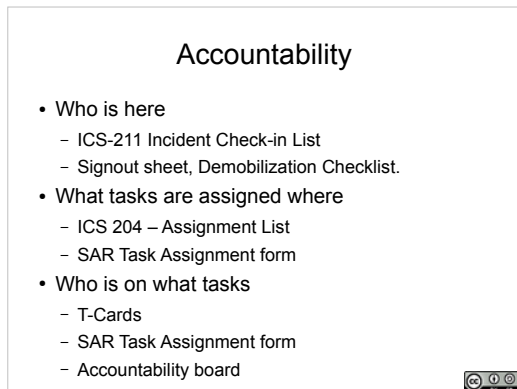 Accountability
• Who is here
– ICS-211 Incident Check-in List
– Signout sheet, Demobilization Checklist.
• What tasks are assigned where
– ICS 204 – Assignment List
– SAR Task Assignment form
• Who is on what tasks
– T-Cards
– SAR Task Assignment form
– Accountability board
cc